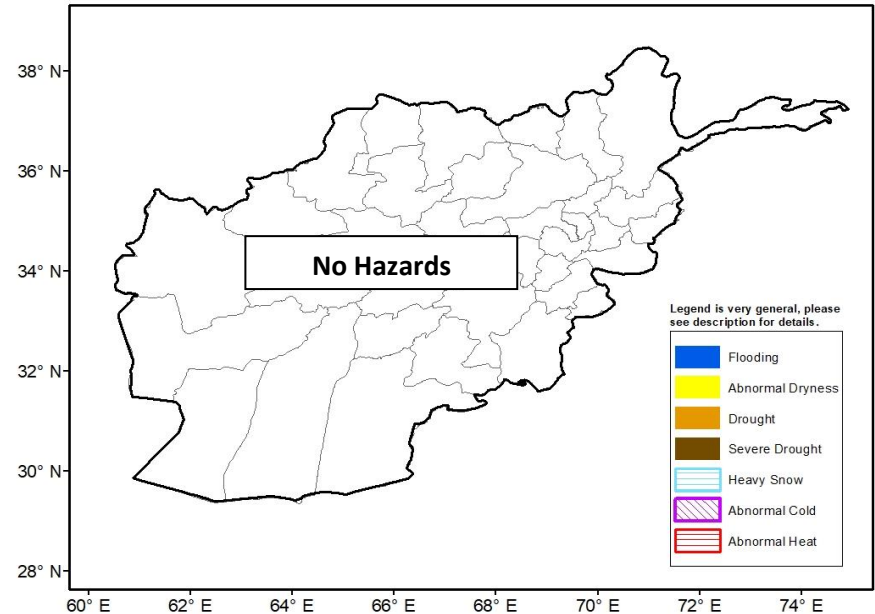 38° N
36° N
34° N
32° N
30° N
28° N
No Hazards
Legend is very general, please
see description for details.
Flooding
Abnormal Dryness
Drought
Severe Drought
Heavy Snow
Abnormal Cold
Abnormal Heat
60° E
62° E
64° E
66° E
68° E
70° E
72° E
74° E